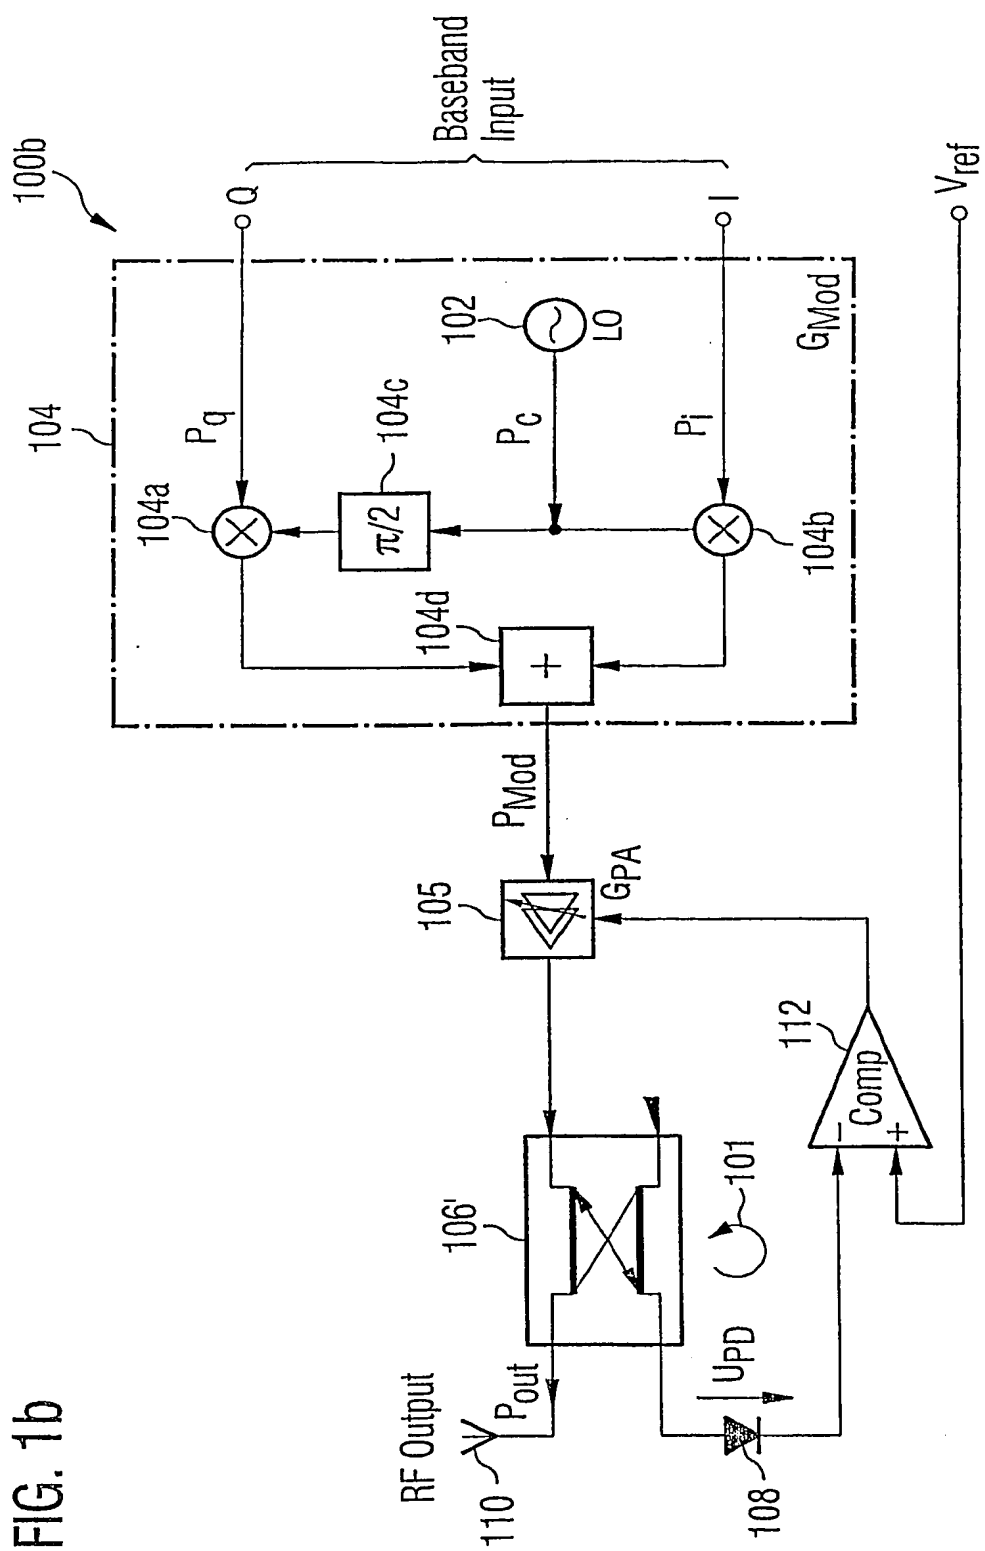 FIG. 1b
100b
104
Q
Baseband
Input
I
Vref
Pq
104a
104c
π/2
102
LO
Pc
Pi
GMod
104b
104d
+
PMod
105
GPA
112
Comp
-
+
106'
101
RF Output
Pout
110
UPD
108